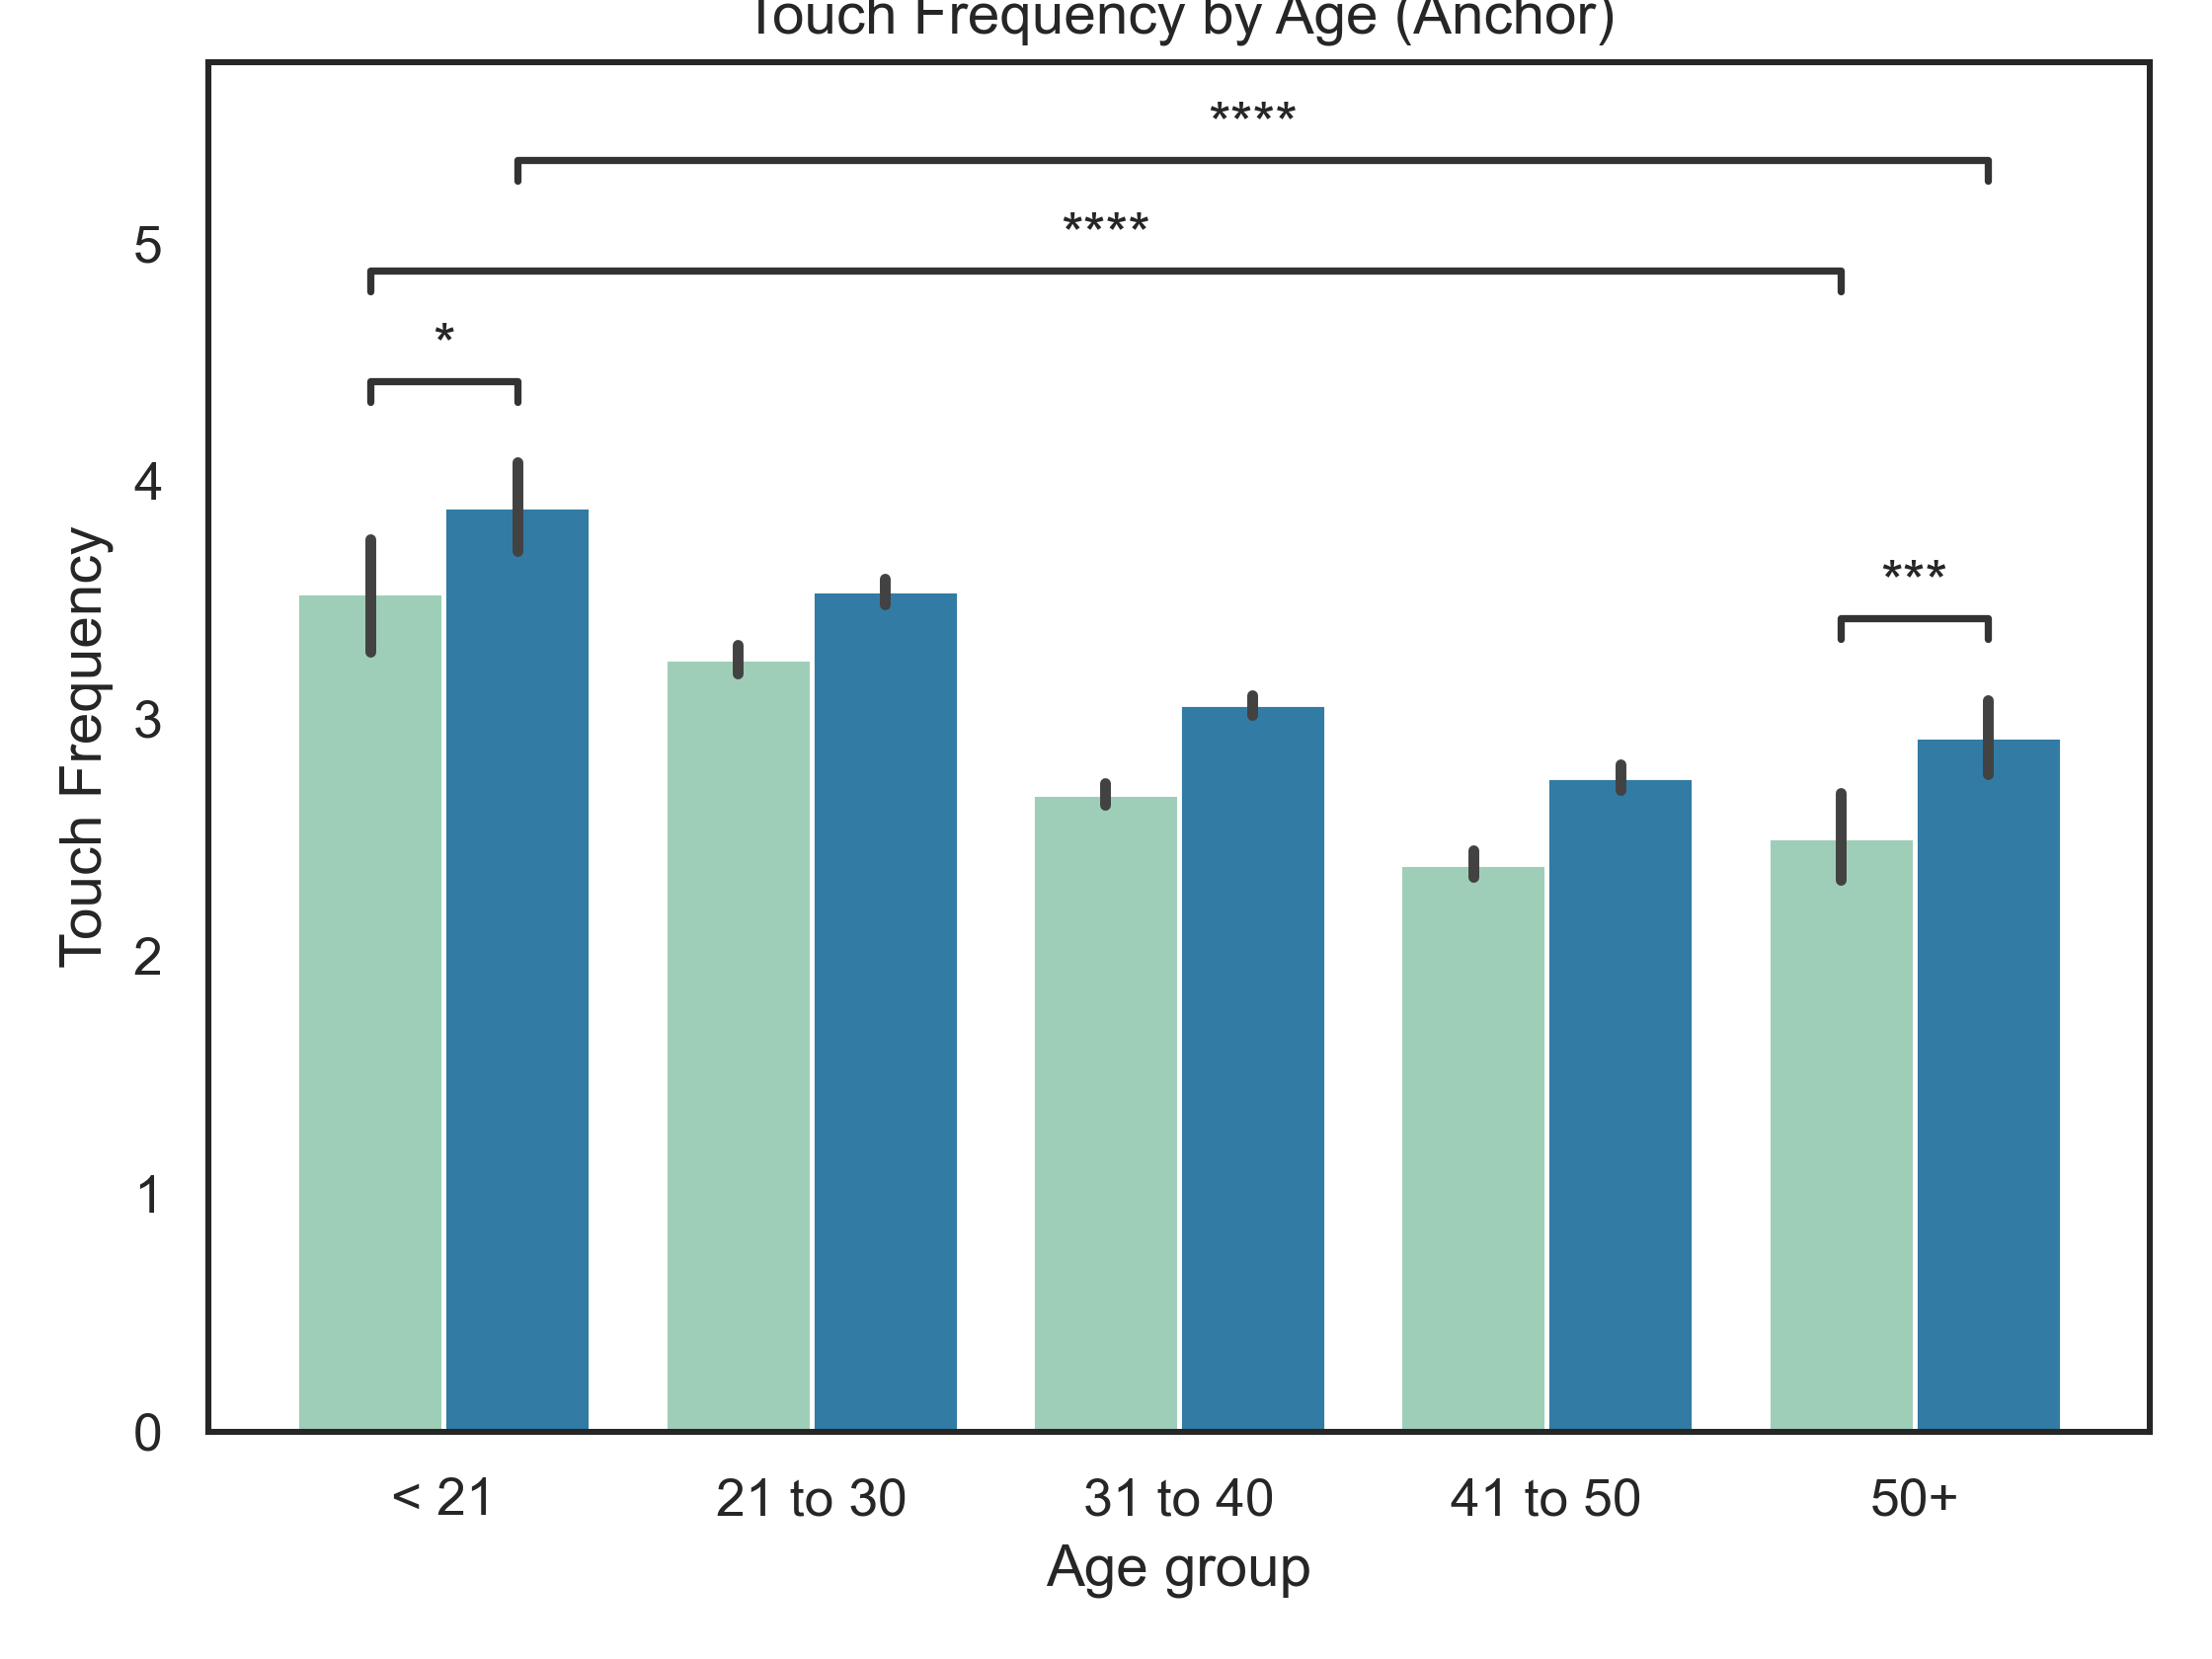 Touch Frequency by Age (Anchor)
****
****
*
***
5
4
3
2
1
0
Touch Frequency
< 21
21 to 30
31 to 40
41 to 50
50+
Age group